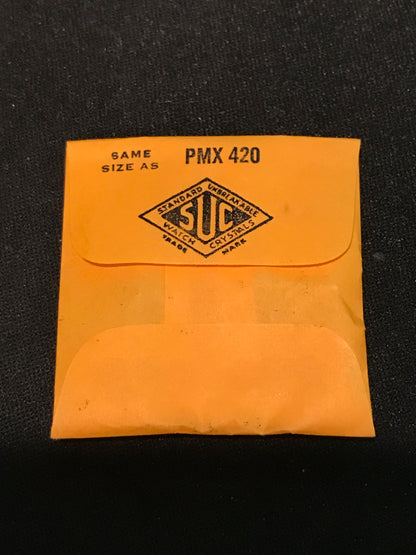 SAME
SIZE AS
PMX 420
STANDARD UNBREAKABLE
SUC
WATCH CRYSTALS
TRADE MARK